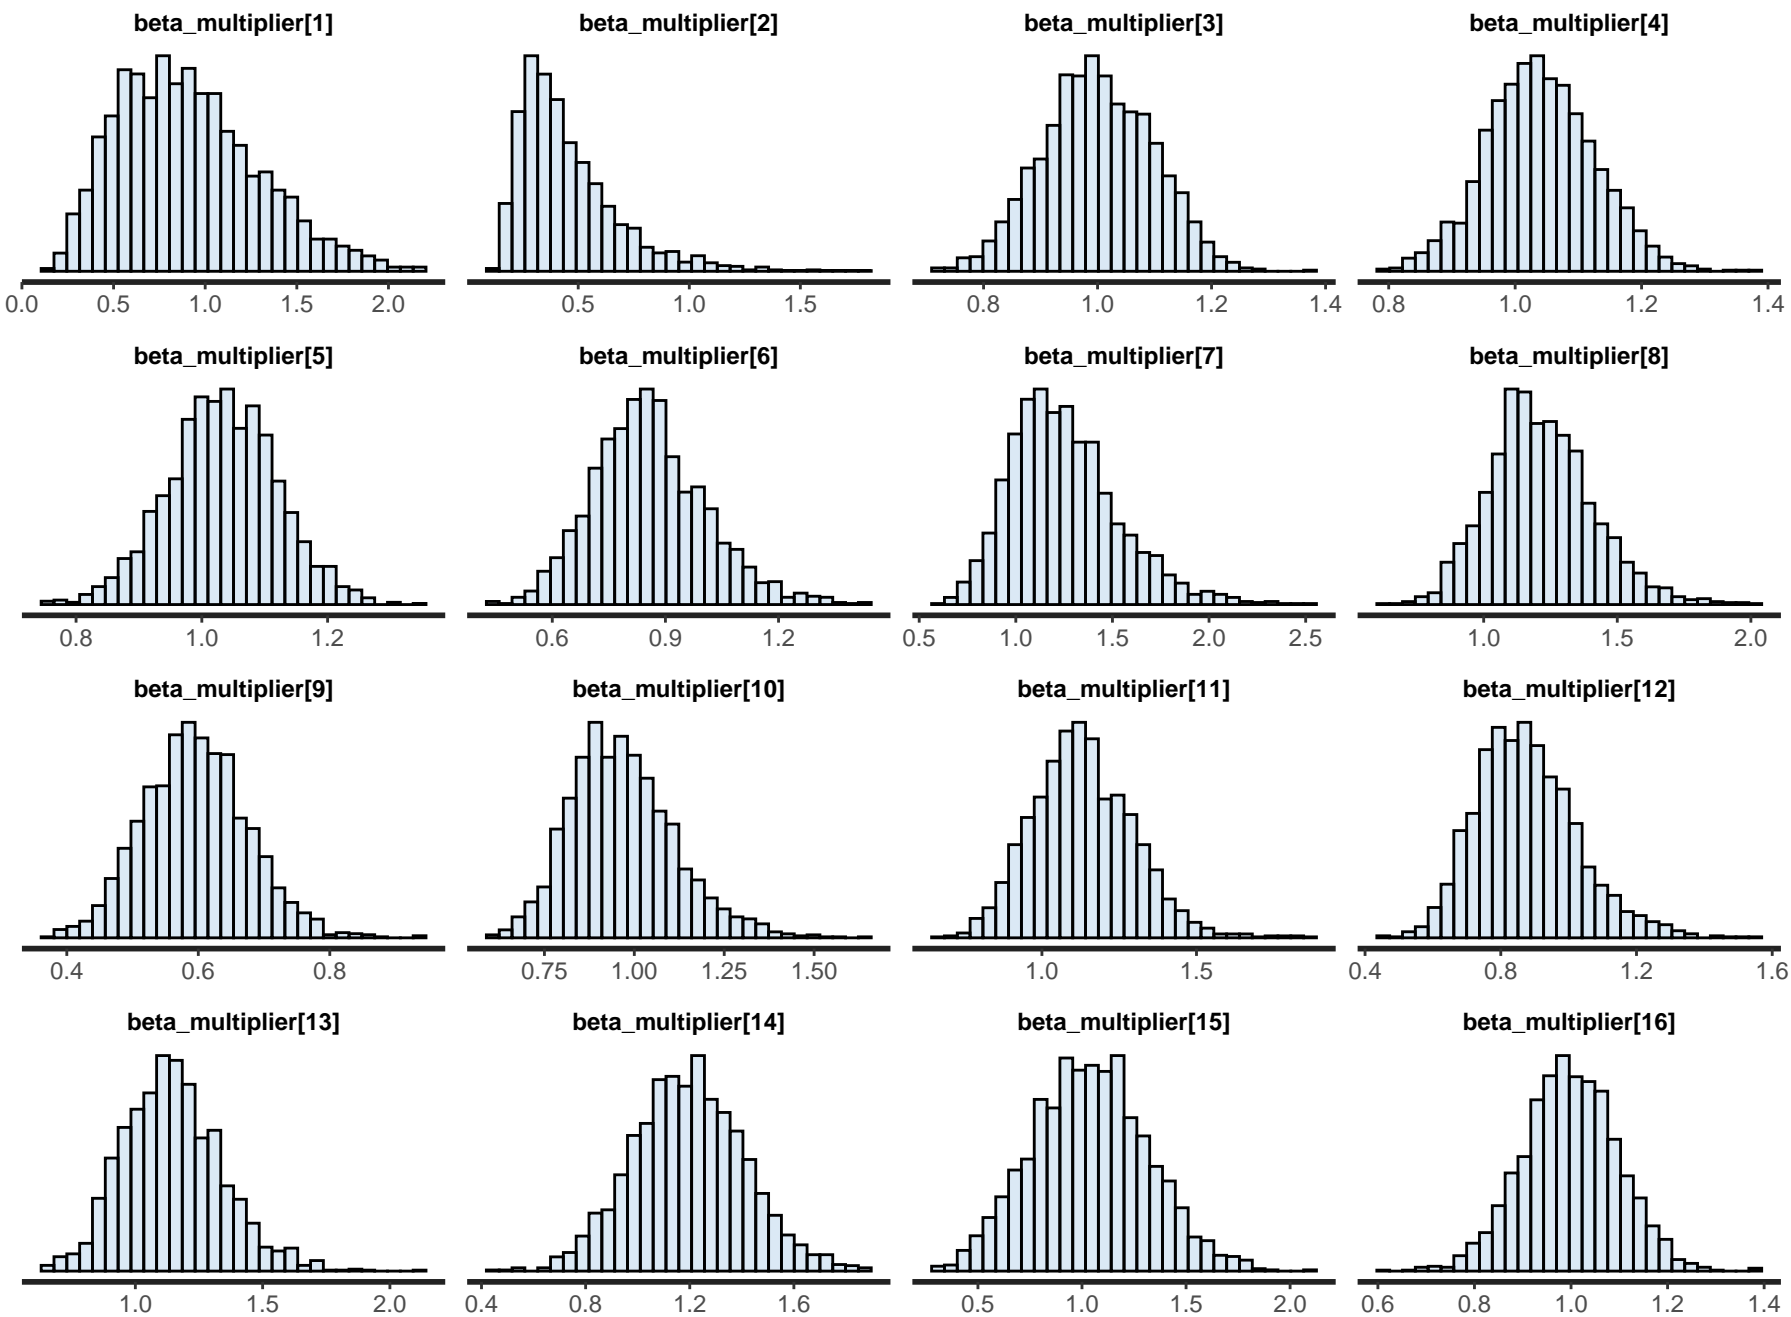 beta_multiplier[1] beta_multiplier[2] beta_multiplier[3] beta_multiplier[4]
0.0 0.5 1.0 1.5 2.0 0.5 1.0 1.5 0.8 1.0 1.2 1.4 0.8 1.0 1.2 1.4
beta_multiplier[5] beta_multiplier[6] beta_multiplier[7] beta_multiplier[8]
0.8 1.0 1.2 0.6 0.9 1.2 0.5 1.0 1.5 2.0 2.5 1.0 1.5 2.0
beta_multiplier[9] beta_multiplier[10] beta_multiplier[11] beta_multiplier[12]
0.4 0.6 0.8 0.75 1.00 1.25 1.50 1.0 1.5 0.4 0.8 1.2 1.6
beta_multiplier[13] beta_multiplier[14] beta_multiplier[15] beta_multiplier[16]
1.0 1.5 2.0 0.4 0.8 1.2 1.6 0.5 1.0 1.5 2.0 0.6 0.8 1.0 1.2 1.4